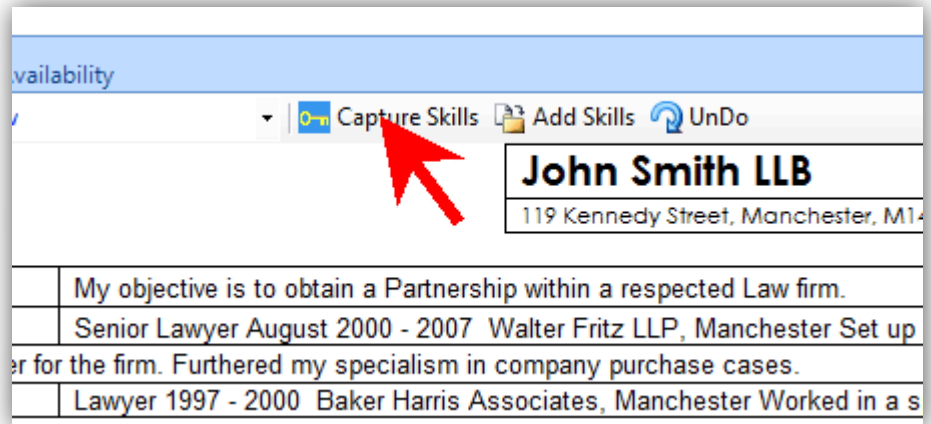 Availability
Capture Skills Add Skills UnDo
John Smith LLB
119 Kennedy Street, Manchester, M14
My objective is to obtain a Partnership within a respected Law firm.
Senior Lawyer August 2000 - 2007 Walter Fritz LLP, Manchester Set up
for the firm. Furthered my specialism in company purchase cases.
Lawyer 1997 - 2000 Baker Harris Associates, Manchester Worked in a s